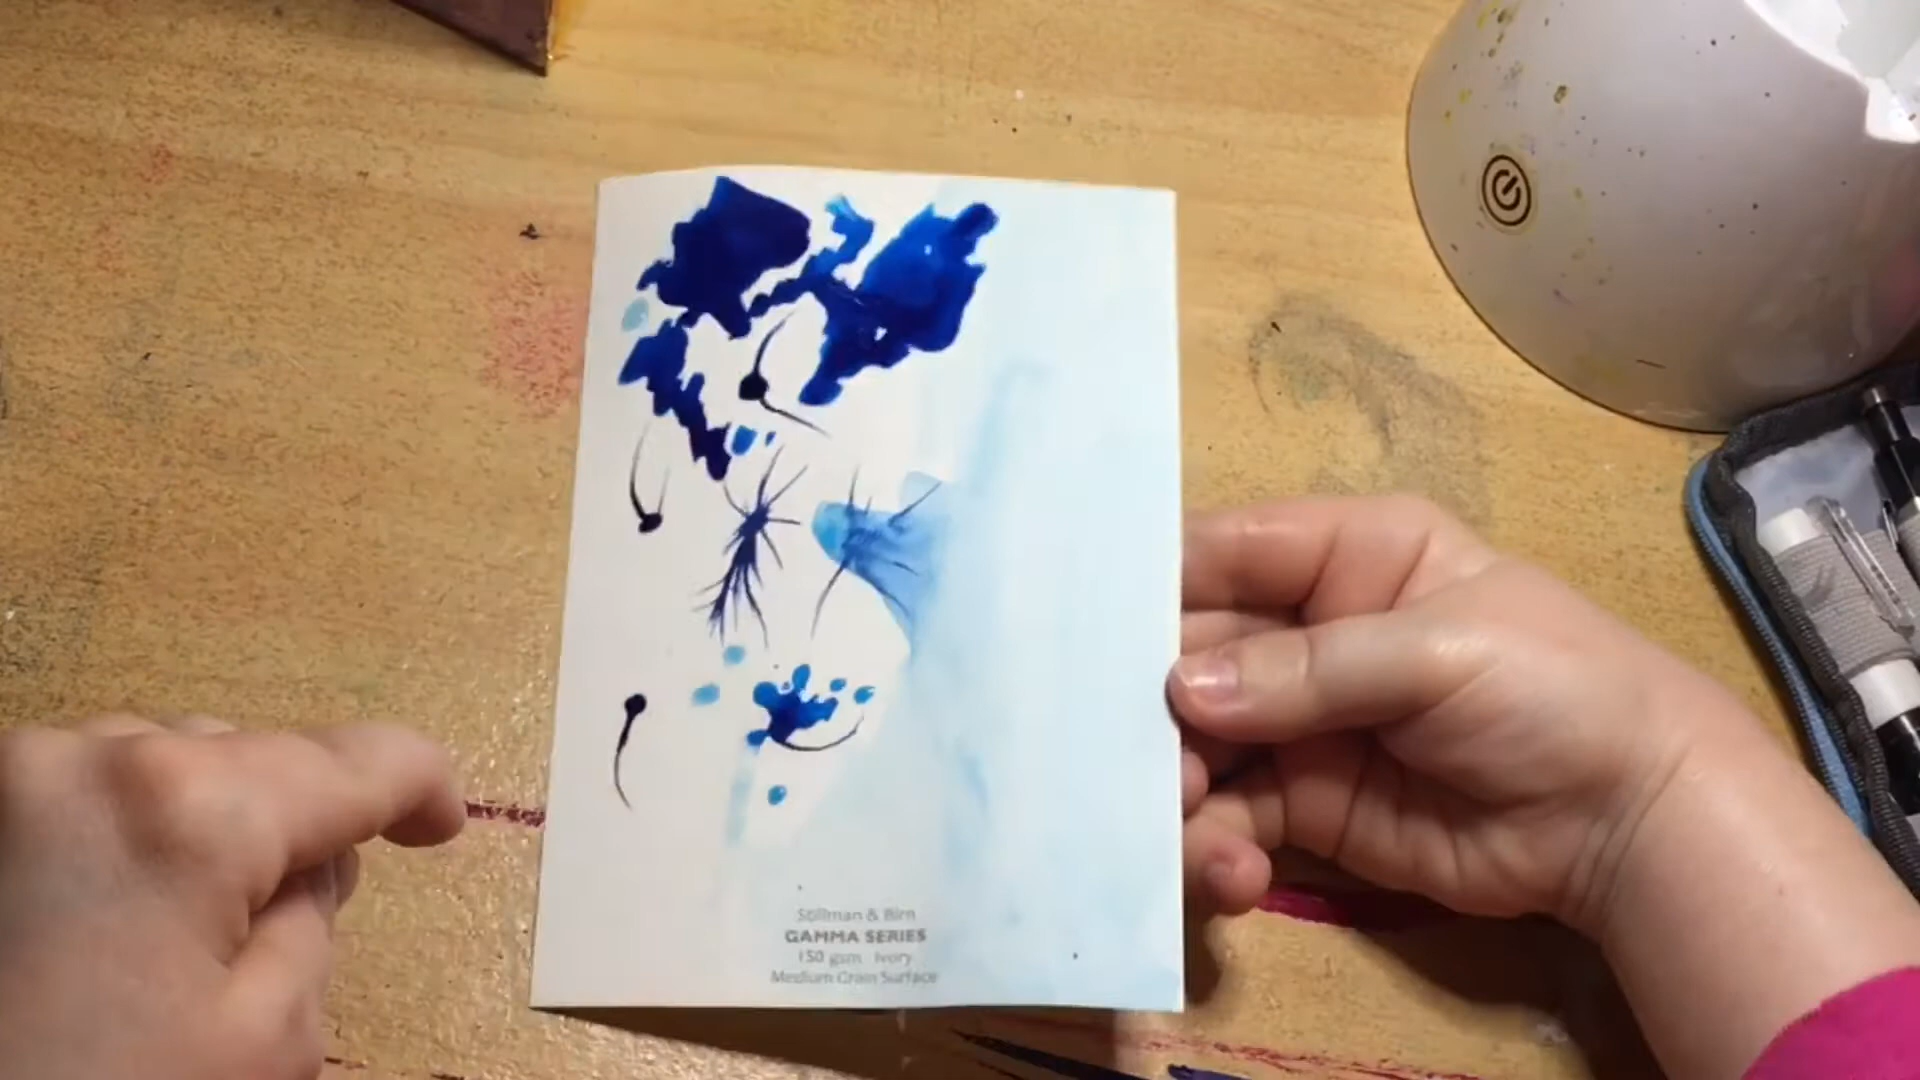 Stillman & Birn
GAMMA SERIES
150 gsm Ivory
Medium Grain Surface